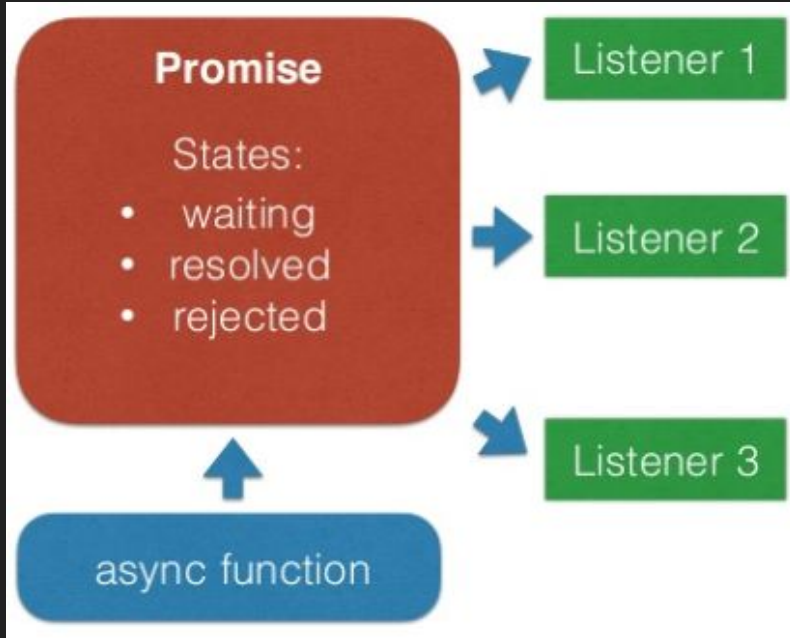 Promise
States:
• waiting
• resolved
• rejected
Listener 1
Listener 2
Listener 3
async function